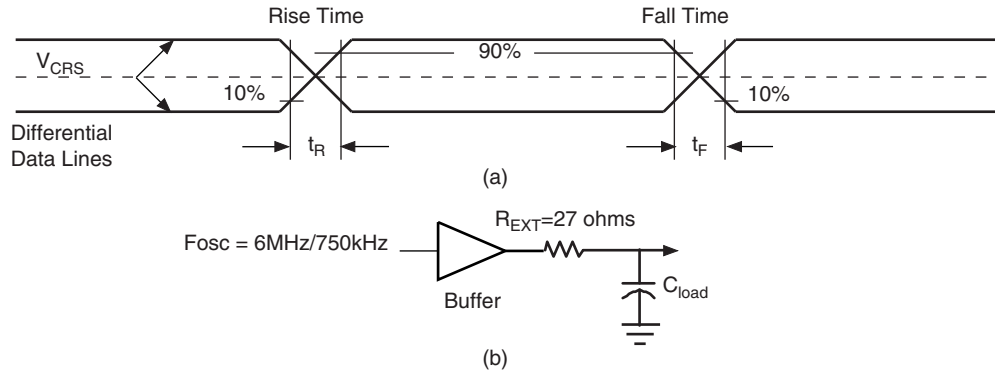 Rise Time
Fall Time
V_CRS
90%
10%
10%
Differential
Data Lines
t_R
t_F
(a)
R_EXT=27 ohms
Fosc = 6MHz/750kHz
C_load
Buffer
(b)